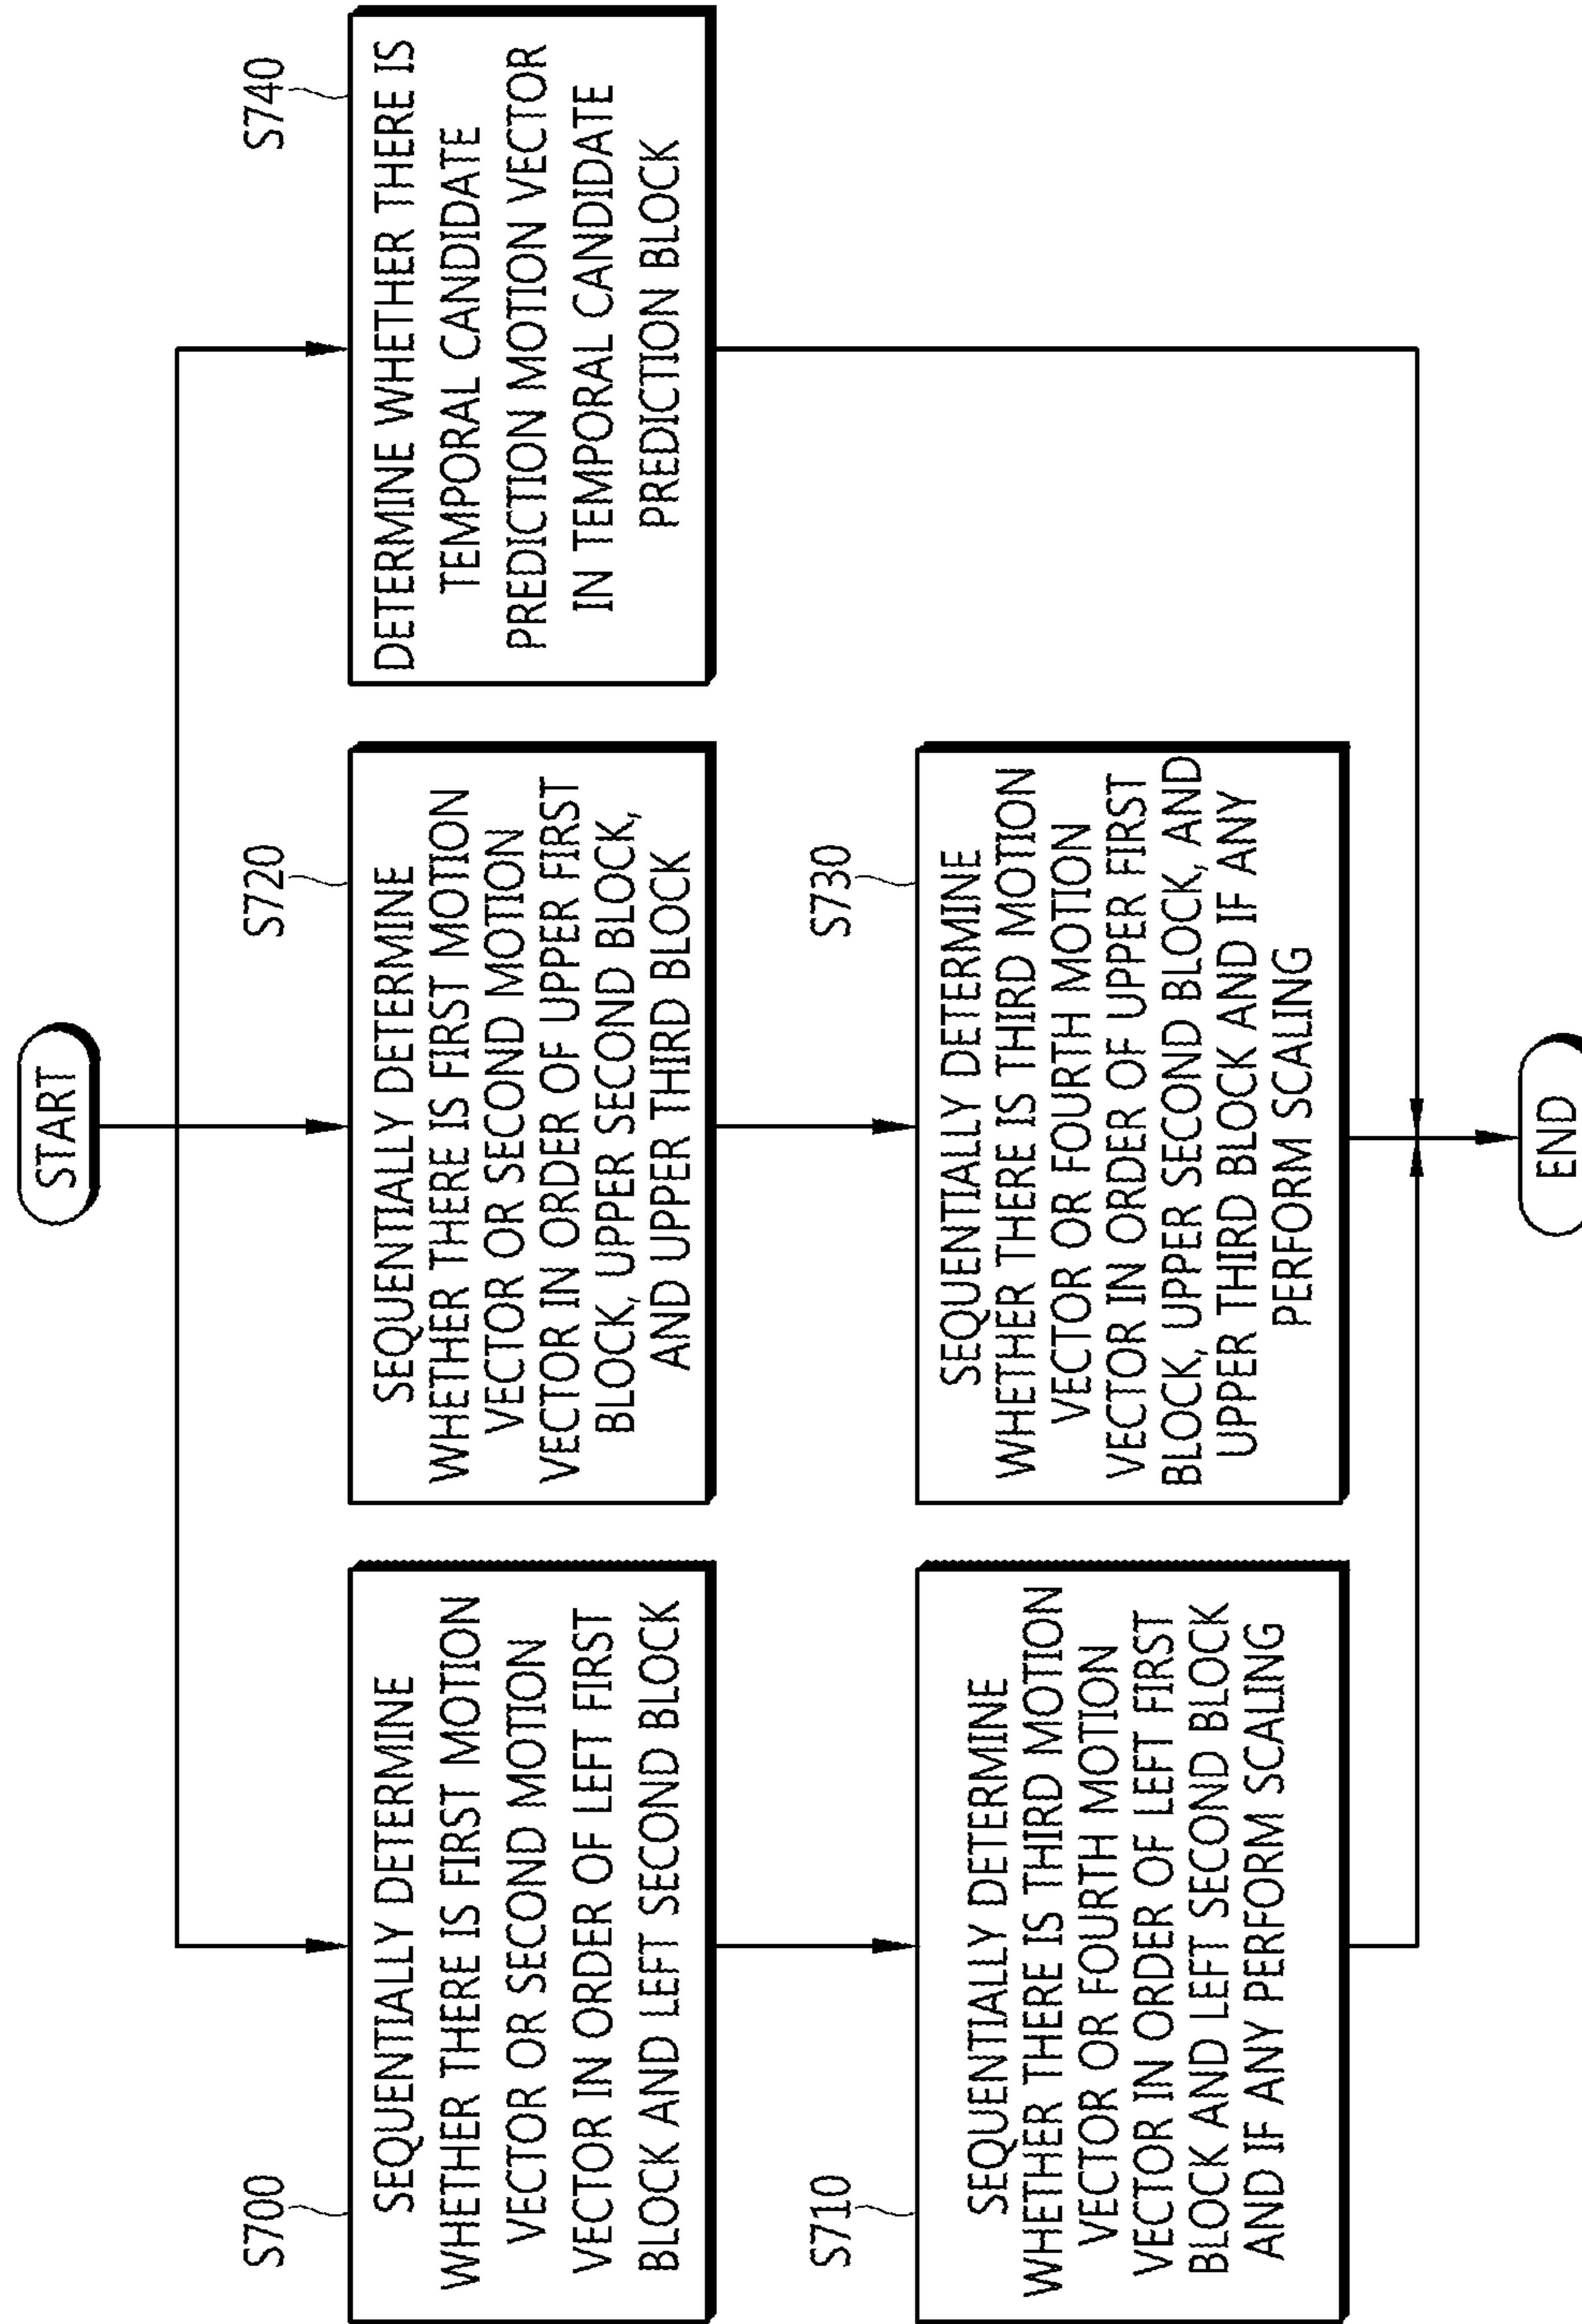 START
S700
SEQUENTIALLY DETERMINE
WHETHER THERE IS FIRST MOTION
VECTOR OR SECOND MOTION
VECTOR IN ORDER OF LEFT FIRST
BLOCK AND LEFT SECOND BLOCK
S720
SEQUENTIALLY DETERMINE
WHETHER THERE IS FIRST MOTION
VECTOR OR SECOND MOTION
VECTOR IN ORDER OF UPPER FIRST
BLOCK, UPPER SECOND BLOCK,
AND UPPER THIRD BLOCK
S740
DETERMINE WHETHER THERE IS
TEMPORAL CANDIDATE
PREDICTION MOTION VECTOR
IN TEMPORAL CANDIDATE
PREDICTION BLOCK
S710
SEQUENTIALLY DETERMINE
WHETHER THERE IS THIRD MOTION
VECTOR OR FOURTH MOTION
VECTOR IN ORDER OF LEFT FIRST
BLOCK AND LEFT SECOND BLOCK
AND IF ANY PERFORM SCALING
S730
SEQUENTIALLY DETERMINE
WHETHER THERE IS THIRD MOTION
VECTOR OR FOURTH MOTION
VECTOR IN ORDER OF UPPER FIRST
BLOCK, UPPER SECOND BLOCK, AND
UPPER THIRD BLOCK AND IF ANY
PERFORM SCALING
END